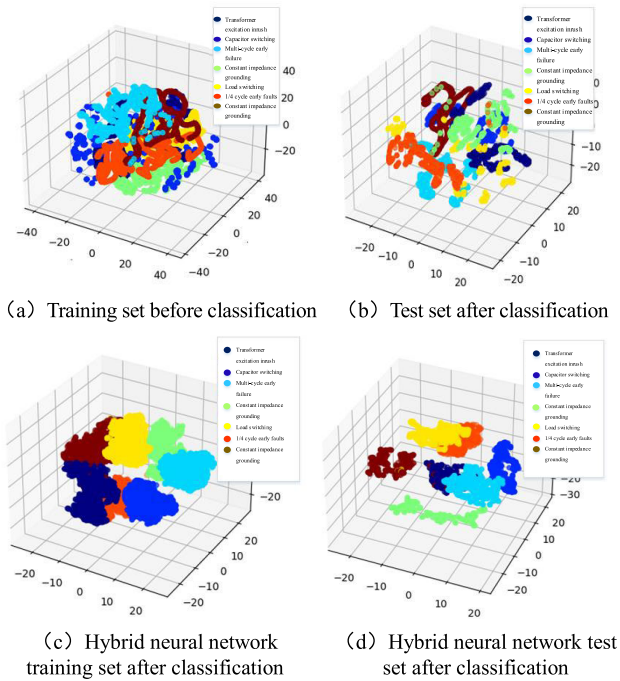 Transformer
excitation inrush
Capacitor switching
Multi-cycle early
failure
Constant impedance
grounding
Load switching
1/4 cycle early faults
Constant impedance
grounding
40
20
0
−20
40
20
0
−20
−40
−40
−20
0
20
40
(a) Training set before classification
Transformer
excitation inrush
Capacitor switching
Multi-cycle early
failure
Constant impedance
grounding
Load switching
1/4 cycle early faults
Constant impedance
grounding
0
−10
−20
20
10
0
−10
−20
−20
−10
0
10
20
(b) Test set after classification
Transformer
excitation inrush
Capacitor switching
Multi-cycle early
failure
Constant impedance
grounding
Load switching
1/4 cycle early faults
Constant impedance
grounding
−20
20
10
0
−10
−20
−20
−10
0
10
20
(c) Hybrid neural network
training set after classification
Transformer
excitation inrush
Capacitor switching
Multi-cycle early
failure
Constant impedance
grounding
Load switching
1/4 cycle early faults
Constant impedance
grounding
−20
−30
20
10
0
−10
−20
−20
−10
0
10
20
(d) Hybrid neural network test
set after classification